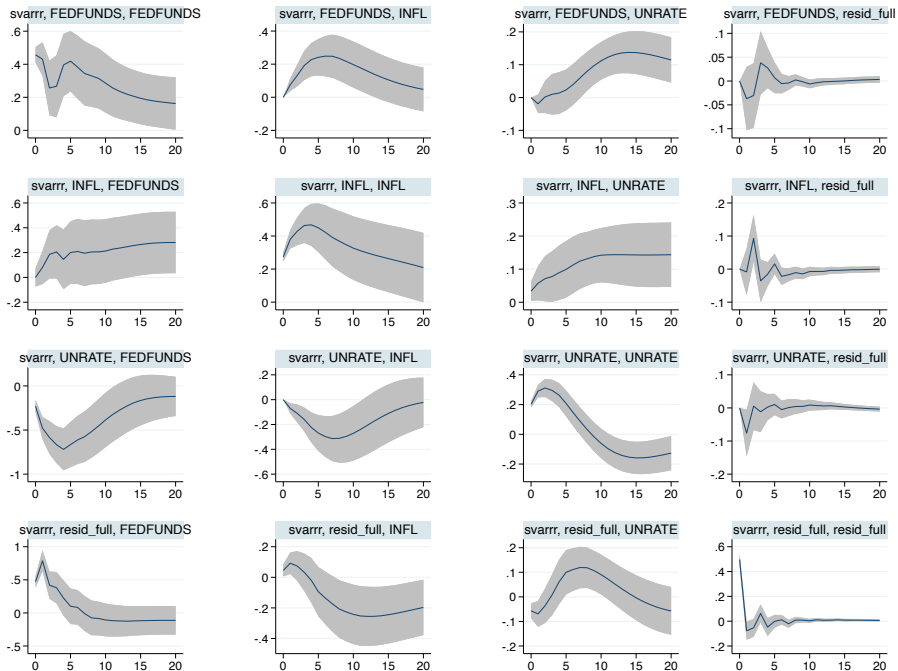 svarrr, FEDFUNDS, FEDFUNDS
svarrr, FEDFUNDS, INFL
svarrr, FEDFUNDS, UNRATE
svarrr, FEDFUNDS, resid_full
.6
.4
.2
0
0 5 10 15 20
.4
.2
0
-.2
0 5 10 15 20
.2
.1
0
-.1
0 5 10 15 20
.1
.05
0
-.05
-.1
0 5 10 15 20
svarrr, INFL, FEDFUNDS
svarrr, INFL, INFL
svarrr, INFL, UNRATE
svarrr, INFL, resid_full
.6
.4
.2
0
-.2
0 5 10 15 20
.6
.4
.2
0
0 5 10 15 20
.3
.2
.1
0
0 5 10 15 20
.2
.1
0
-.1
0 5 10 15 20
svarrr, UNRATE, FEDFUNDS
svarrr, UNRATE, INFL
svarrr, UNRATE, UNRATE
svarrr, UNRATE, resid_full
0
-.5
-1
0 5 10 15 20
.2
0
-.2
-.4
-.6
0 5 10 15 20
.4
.2
0
-.2
0 5 10 15 20
.1
0
-.1
-.2
0 5 10 15 20
svarrr, resid_full, FEDFUNDS
svarrr, resid_full, INFL
svarrr, resid_full, UNRATE
svarrr, resid_full, resid_full
1
.5
0
-.5
0 5 10 15 20
.2
0
-.2
-.4
0 5 10 15 20
.2
.1
0
-.1
-.2
0 5 10 15 20
.6
.4
.2
0
-.2
0 5 10 15 20